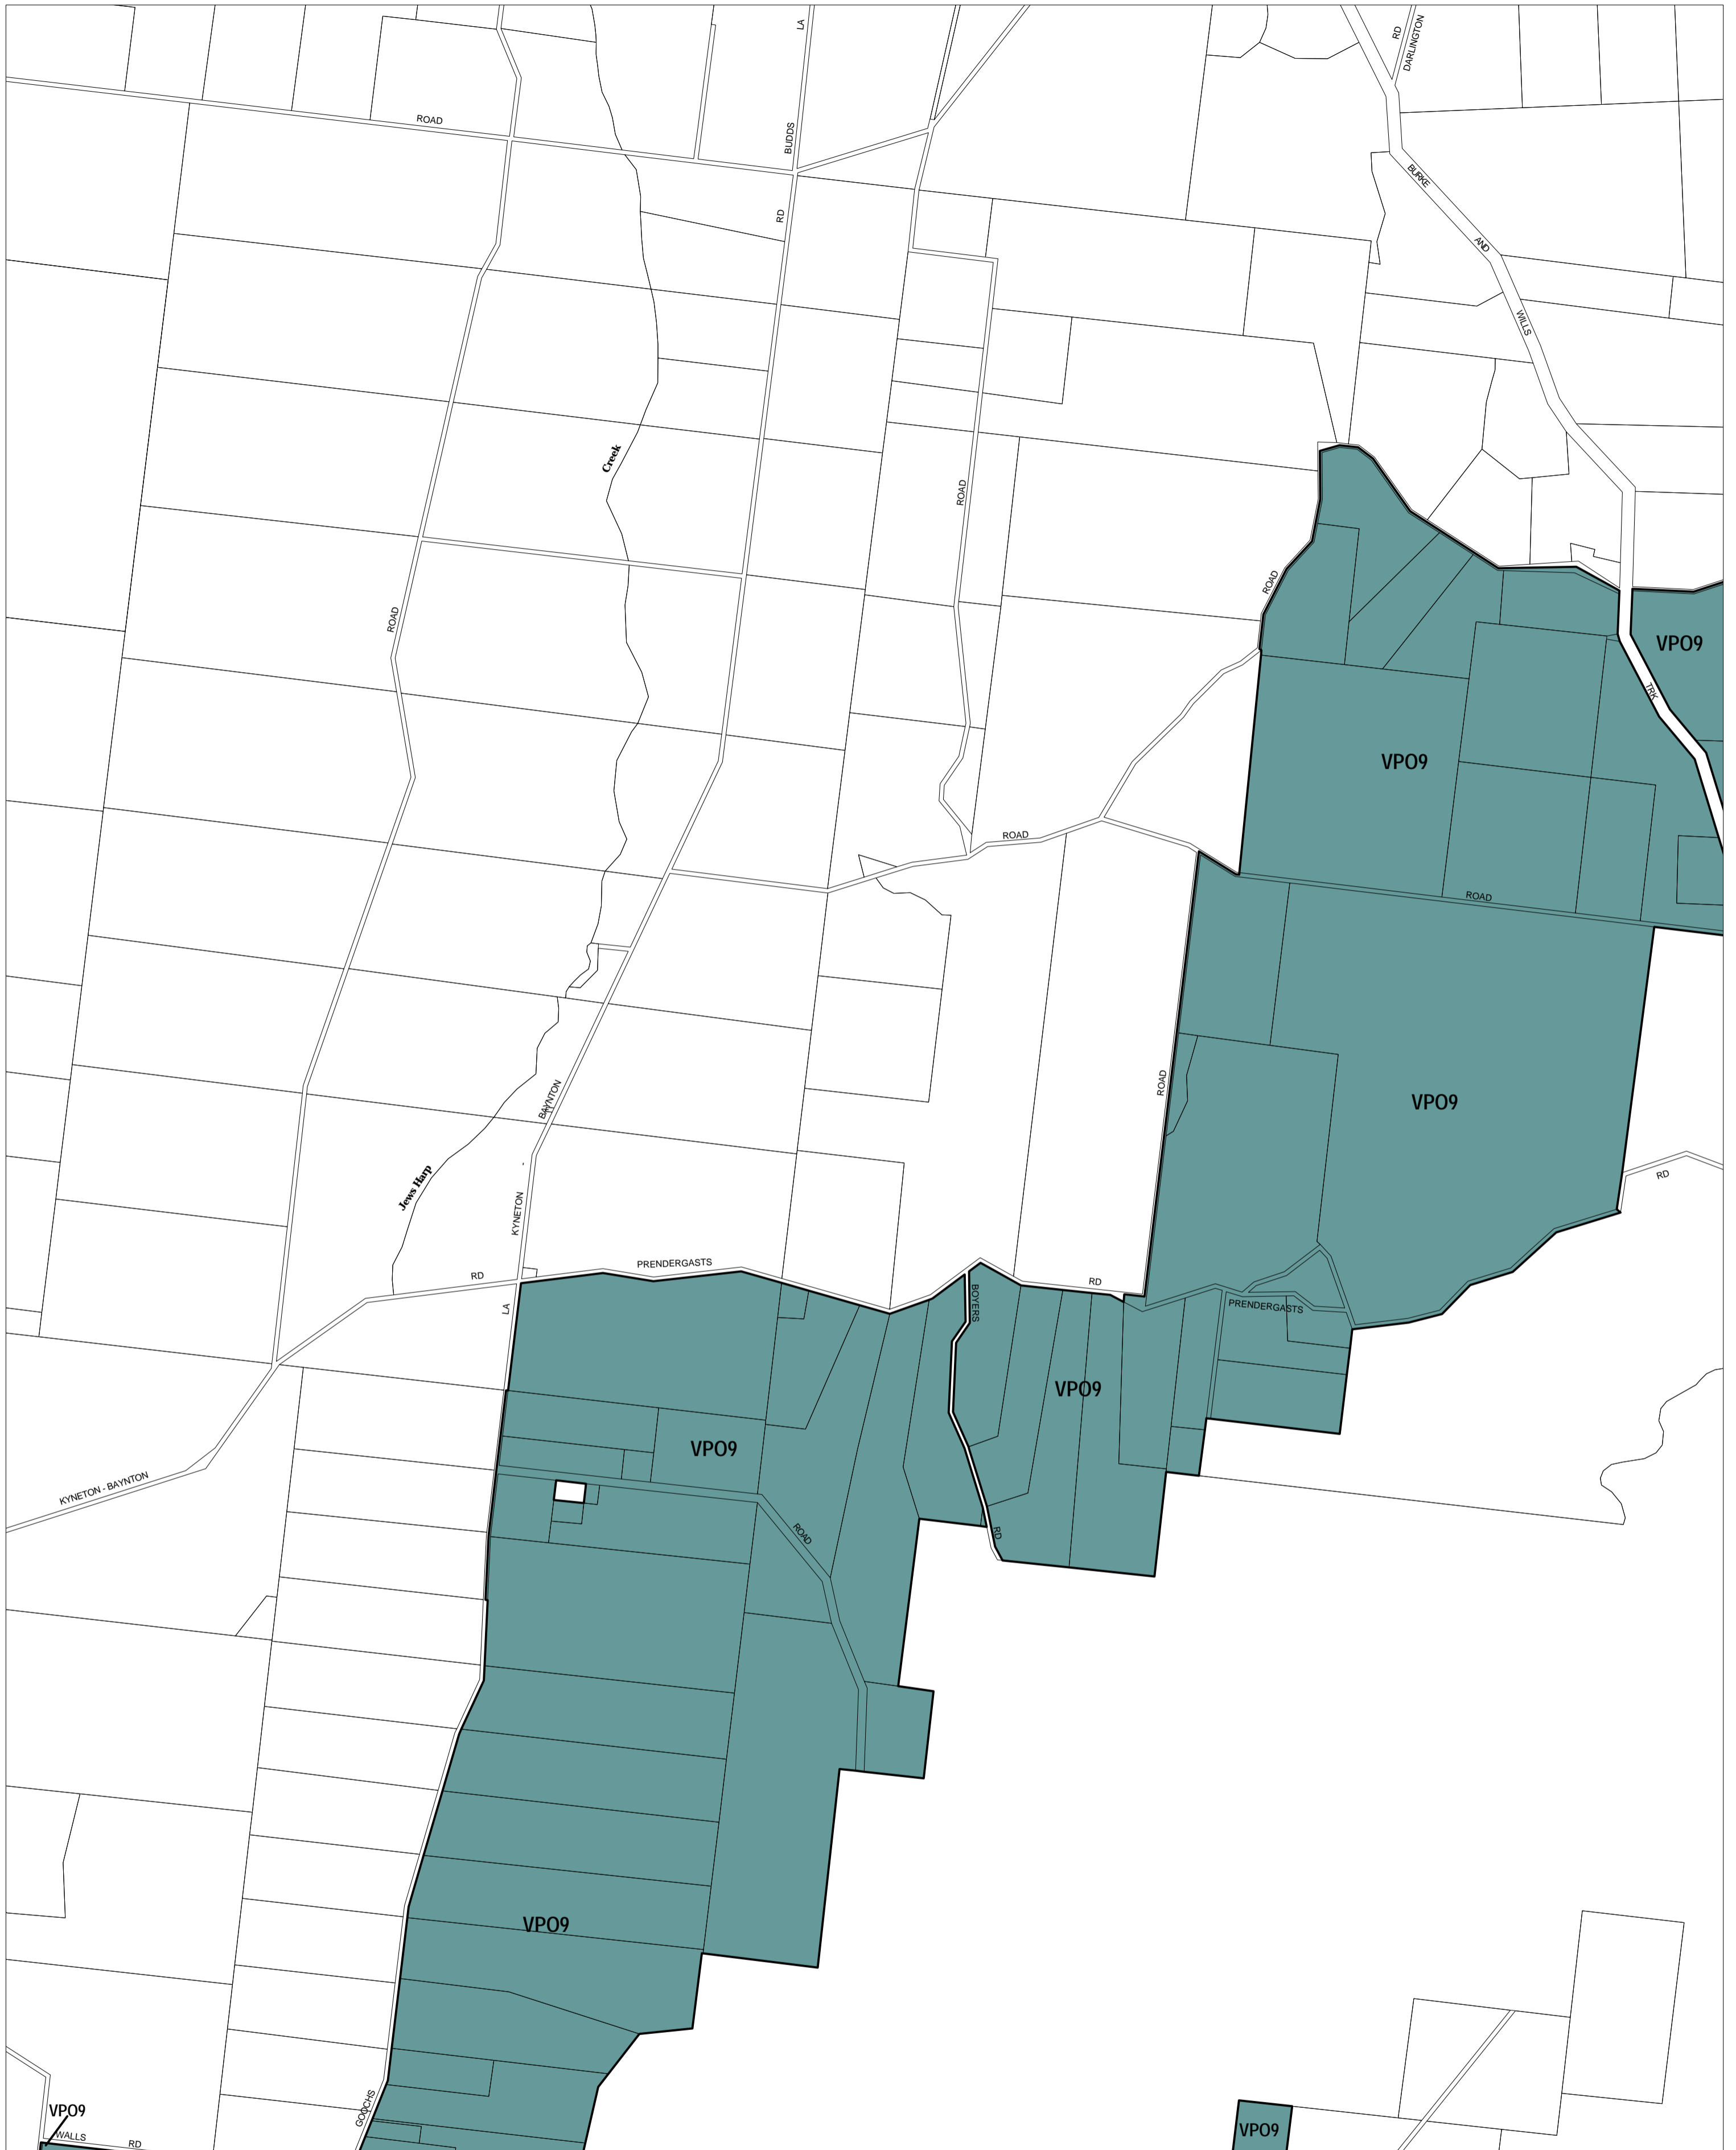 LA
RD
DARLINGTON
ROAD
BUDDS
BURKE
RD
AND
WILLS
Creek
ROAD
ROAD
ROAD
VPO9
TRK
VPO9
ROAD
ROAD
ROAD
VPO9
BAYNTON
Jews Harp
RD
KYNETON
PRENDERGASTS
RD
RD
BOYERS
LA
PRENDERGASTS
VPO9
VPO9
KYNETON - BAYNTON
ROAD
RD
VPO9
GOOCHS
VPO9
WALLS RD
VPO9